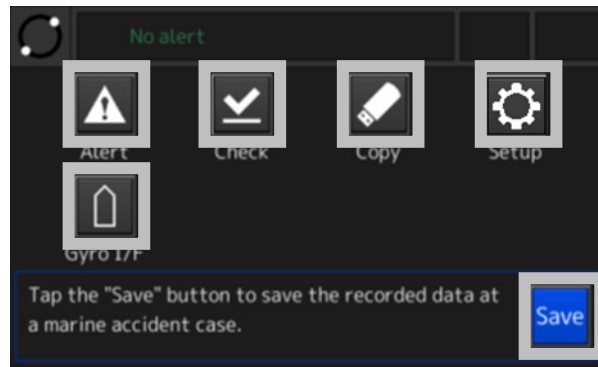 No alert
Alert Check Copy Setup
Gyro I/F
Tap the "Save" button to save the recorded data at
a marine accident case.
Save